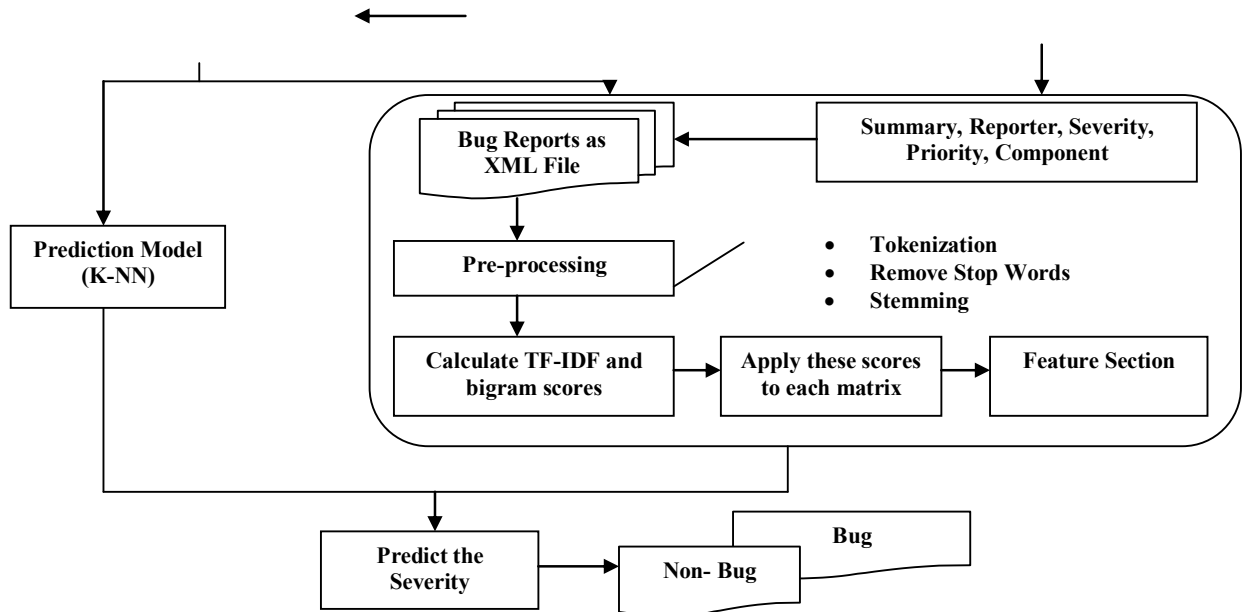 Bug Reports as
XML File
Summary, Reporter, Severity,
Priority, Component
Prediction Model
(K-NN)
Pre-processing
• Tokenization
• Remove Stop Words
• Stemming
Calculate TF-IDF and
bigram scores
Apply these scores
to each matrix
Feature Section
Predict the
Severity
Bug
Non- Bug